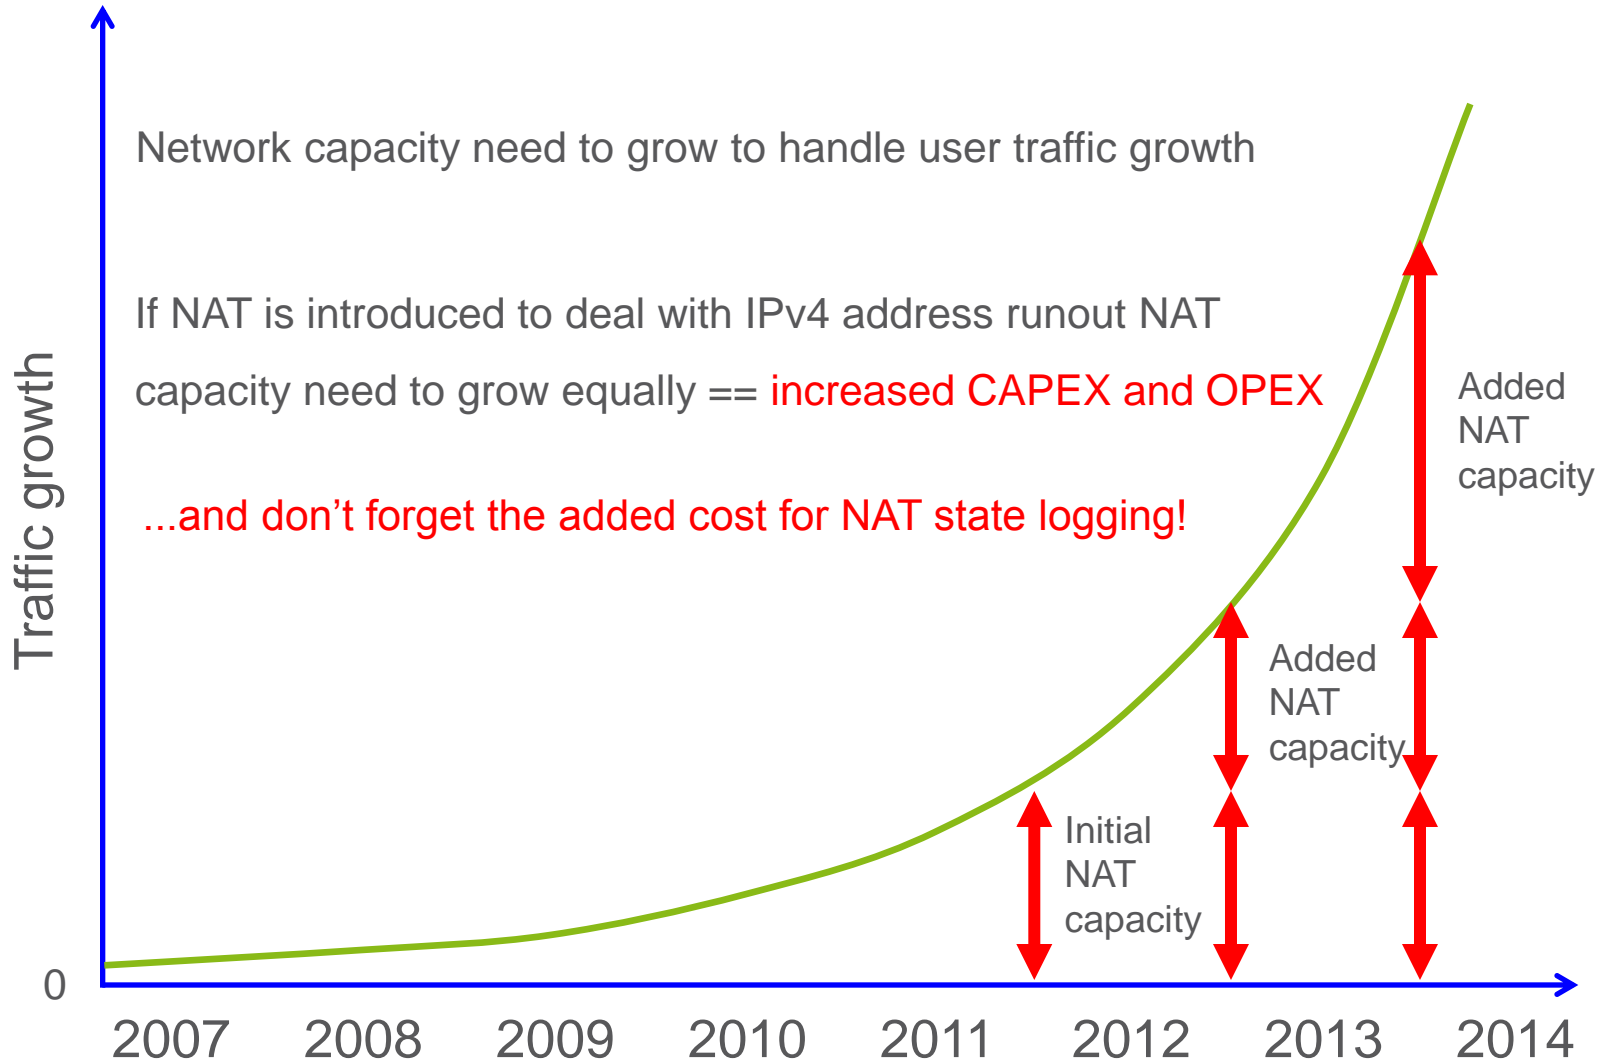 Network capacity need to grow to handle user traffic growth
If NAT is introduced to deal with IPv4 address runout NAT
capacity need to grow equally == increased CAPEX and OPEX
...and don’t forget the added cost for NAT state logging!
Traffic growth
Added
NAT
capacity
Added
NAT
capacity
Initial
NAT
capacity
0
2007 2008 2009 2010 2011 2012 2013 2014